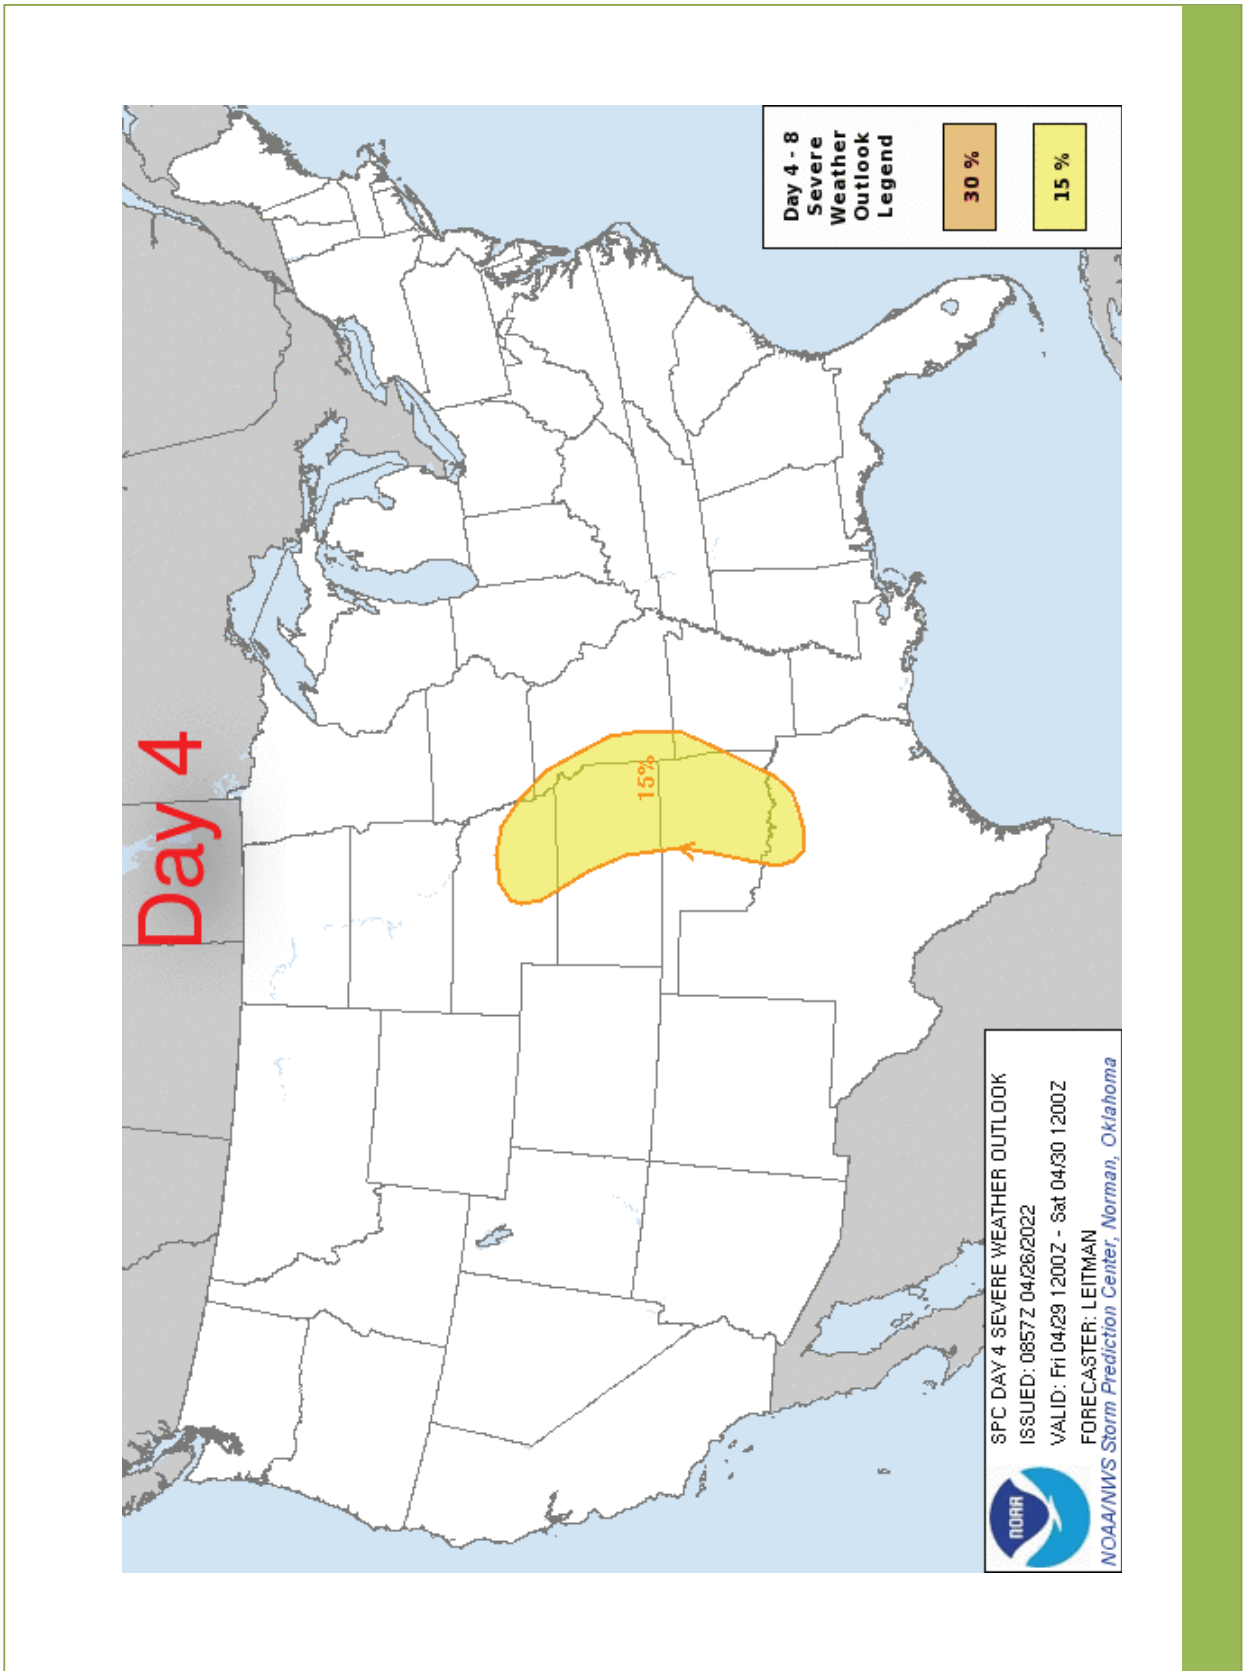 Day 4
Day 4 - 8
Severe
Weather
Outlook
Legend
30 %
15 %
15%
SPC DAY 4 SEVERE WEATHER OUTLOOK
ISSUED: 0857Z 04/26/2022
VALID: Fri 04/29 1200Z - Sat 04/30 1200Z
FORECASTER: LEITMAN
NOAA/NWS Storm Prediction Center, Norman, Oklahoma
NOAA